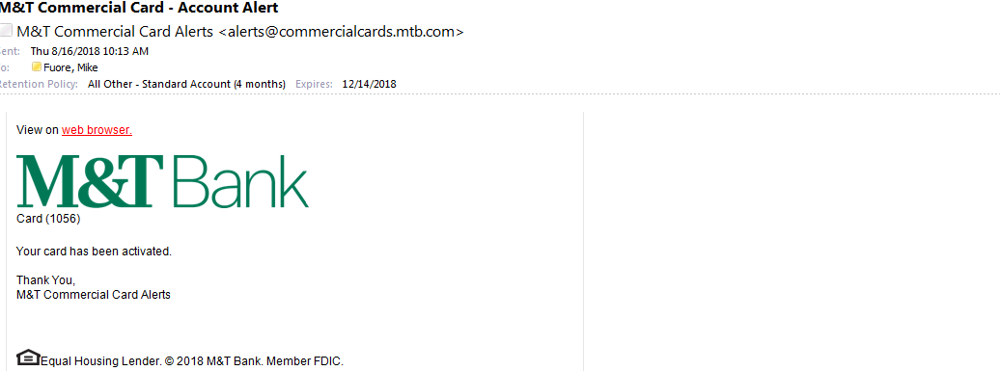 M&T Commercial Card - Account Alert
M&T Commercial Card Alerts <alerts@commercialcards.mtb.com>
ent: Thu 8/16/2018 10:13 AM
o: Fuore, Mike
etention Policy: All Other - Standard Account (4 months) Expires: 12/14/2018
View on web browser.
M&T Bank
Card (1056)
Your card has been activated.
Thank You,
M&T Commercial Card Alerts
Equal Housing Lender. © 2018 M&T Bank. Member FDIC.